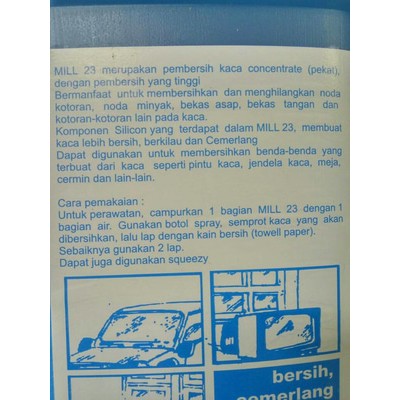 MILL 23 merupakan pembersih kaca concentrate (pekat),
dengan pembersih yang tinggi
Bermanfaat untuk membersihkan dan menghilangkan noda
kotoran, noda minyak, bekas asap, bekas tangan dan
kotoran-kotoran lain pada kaca.
Komponen Silicon yang terdapat dalam MILL 23, membuat
kaca lebih bersih, berkilau dan Cemerlang
Dapat digunakan untuk membersihkan benda-benda yang
terbuat dari kaca seperti pintu kaca, jendela kaca, meja,
cermin dan lain-lain.
Cara pemakaian :
Untuk perawatan, campurkan 1 bagian MILL 23 dengan 1
bagian air. Gunakan botol spray, semprot kaca yang akan
dibersihkan, lalu lap dengan kain bersih (towell paper).
Sebaiknya gunakan 2 lap.
Dapat juga digunakan squeezy
bersih,
cemerlang